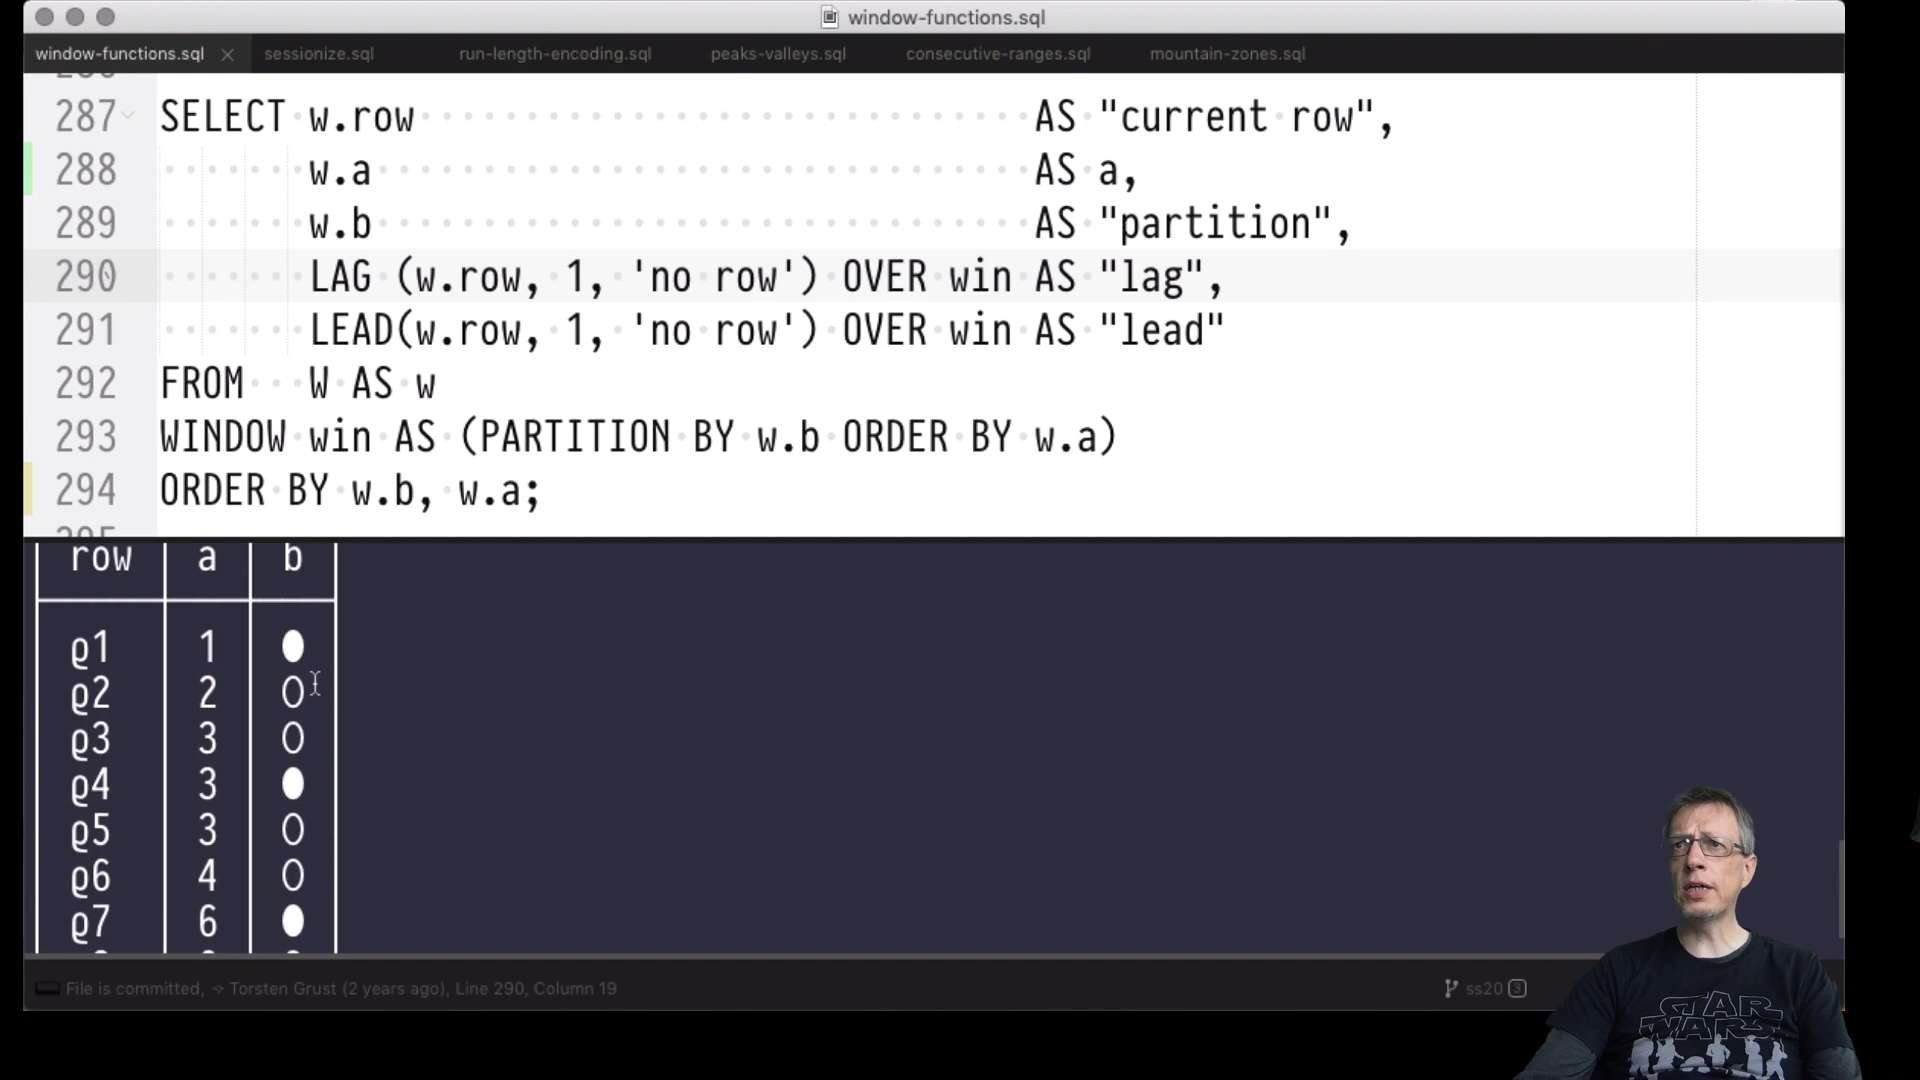 window-functions.sql
window-functions.sql sessionize.sql run-length-encoding.sql peaks-valleys.sql consecutive-ranges.sql mountain-zones.sql
287 SELECT w.row AS "current row",
288 w.a AS a,
289 w.b AS "partition",
290 LAG (w.row, 1, 'no row') OVER win AS "lag",
291 LEAD(w.row, 1, 'no row') OVER win AS "lead"
292 FROM W AS w
293 WINDOW win AS (PARTITION BY w.b ORDER BY w.a)
294 ORDER BY w.b, w.a;
row a b
ϱ1 1 ●
ϱ2 2 ○
ϱ3 3 ○
ϱ4 3 ●
ϱ5 3 ○
ϱ6 4 ○
ϱ7 6 ●
File is committed, Torsten Grust (2 years ago), Line 290, Column 19
ss20 3
STAR
WARS